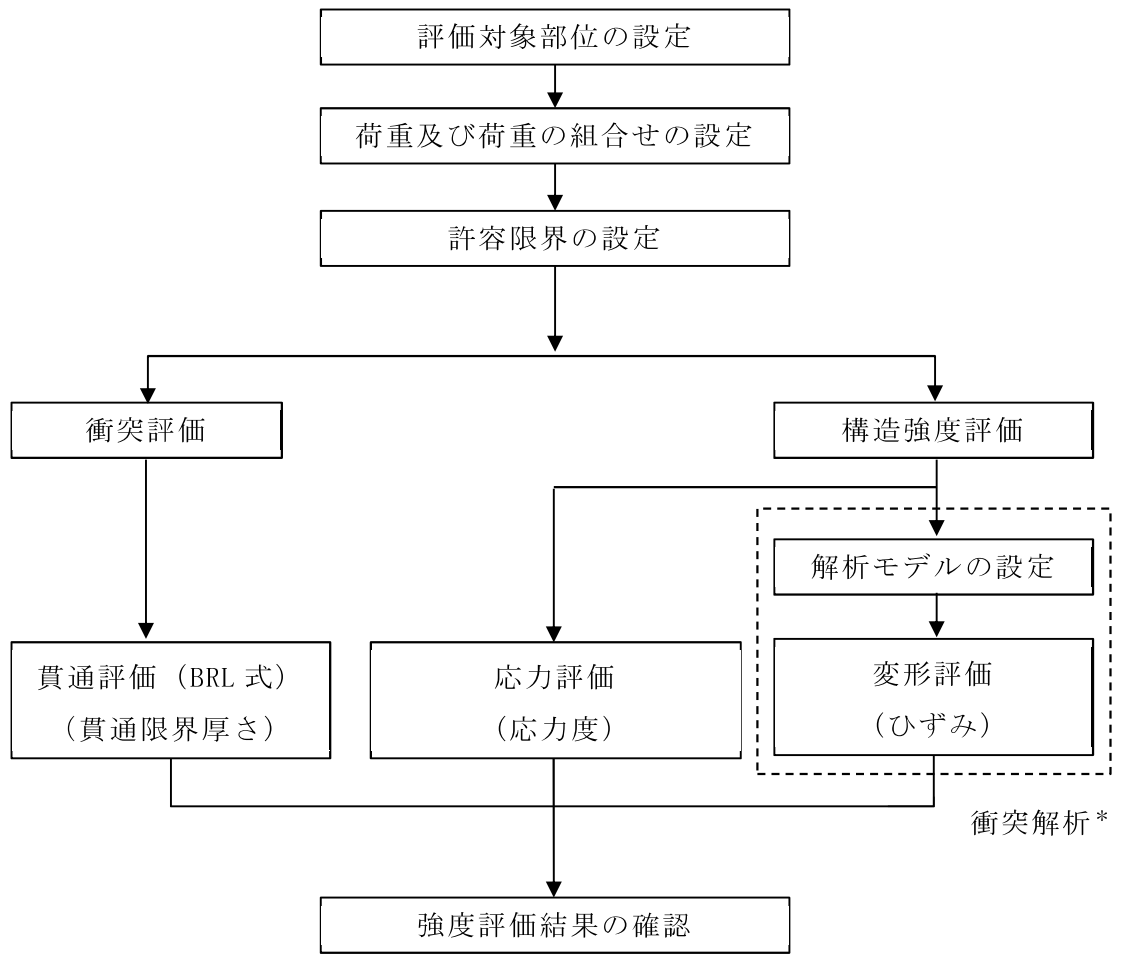 評価対象部位の設定
荷重及び荷重の組合せの設定
許容限界の設定
衝突評価
構造強度評価
解析モデルの設定
貫通評価（BRL 式）
（貫通限界厚さ）
応力評価
（応力度）
変形評価
（ひずみ）
衝突解析*
強度評価結果の確認